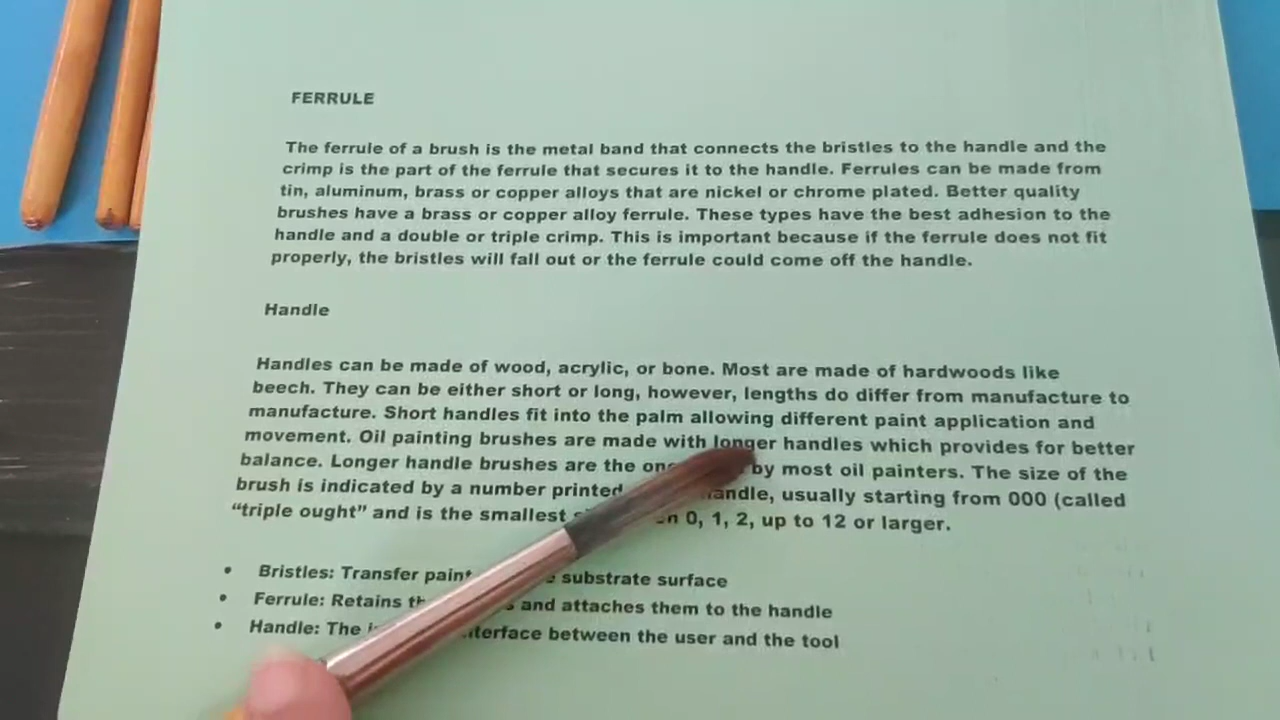 FERRULE
The ferrule of a brush is the metal band that connects the bristles to the handle and the
crimp is the part of the ferrule that secures it to the handle. Ferrules can be made from
tin, aluminum, brass or copper alloys that are nickel or chrome plated. Better quality
brushes have a brass or copper alloy ferrule. These types have the best adhesion to the
handle and a double or triple crimp. This is important because if the ferrule does not fit
properly, the bristles will fall out or the ferrule could come off the handle.
Handle
Handles can be made of wood, acrylic, or bone. Most are made of hardwoods like
beech. They can be either short or long, however, lengths do differ from manufacture to
manufacture. Short handles fit into the palm allowing different paint application and
movement. Oil painting brushes are made with longer handles which provides for better
balance. Longer handle brushes are the by most oil painters. The size of the
brush is indicated by a number printed handle, usually starting from 000 (called
“triple ought” and is the smallest 0, 1, 2, up to 12 or larger.
• Bristles: Transfer paint substrate surface
• Ferrule: Retains and attaches them to the handle
• Handle: The interface between the user and the tool